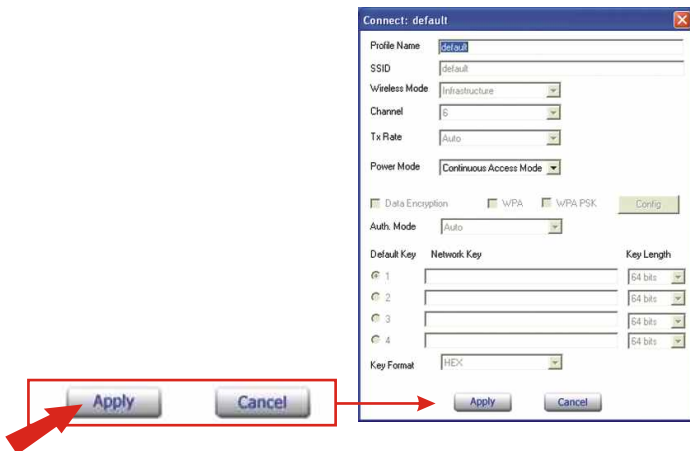 Connect: default
Profile Name default
SSID default
Wireless Mode Infrastructure
Channel 6
Tx Rate Auto
Power Mode Continuous Access Mode
Data Encryption WPA WPA PSK Config
Auth. Mode Auto
Default Key Network Key Key Length
1 64 bits
2 64 bits
3 64 bits
4 64 bits
Key Format HEX
Apply Cancel
Apply Cancel